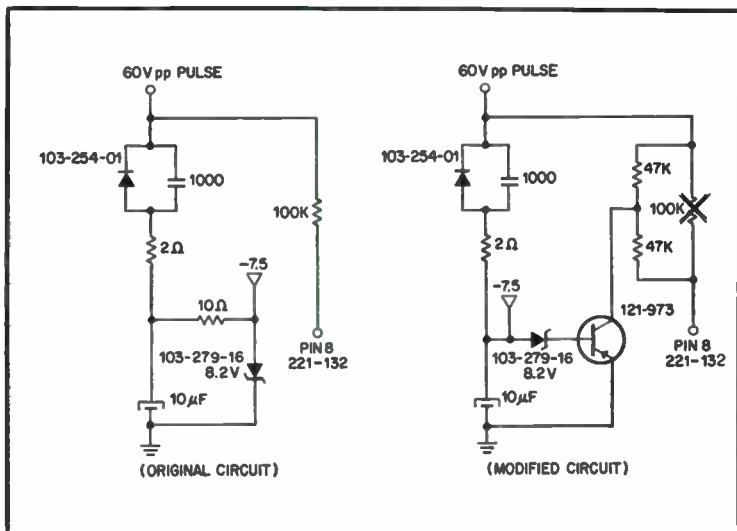 60V pp PULSE
103-254-01
1000
100K
2Ω
-7.5
10Ω
103-279-16
8.2V
10µF
PIN 8
221-132
(ORIGINAL CIRCUIT)
60V pp PULSE
103-254-01
1000
47K
100K
2Ω
47K
-7.5
121-973
103-279-16
8.2V
10µF
PIN 8
221-132
(MODIFIED CIRCUIT)